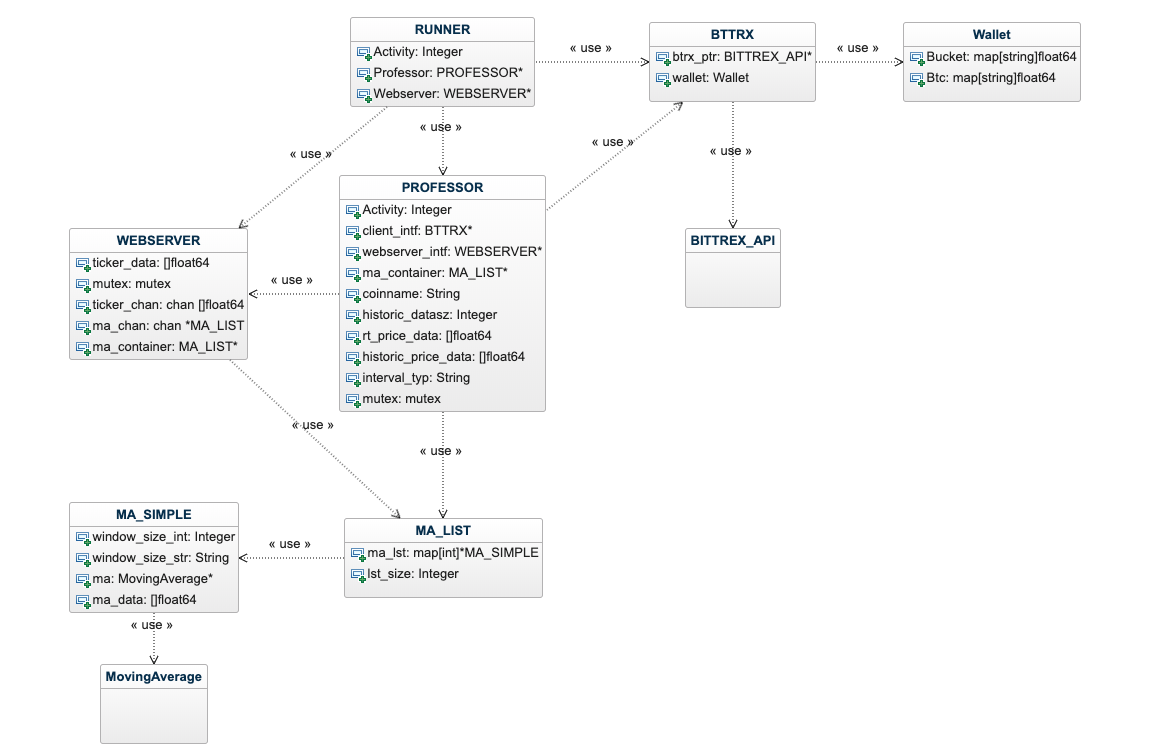 RUNNER
Activity: Integer
Professor: PROFESSOR*
Webserver: WEBSERVER*
« use »
BTTRX
btrx_ptr: BITTREX_API*
wallet: Wallet
« use »
Wallet
Bucket: map[string]float64
Btc: map[string]float64
« use »
« use »
« use »
« use »
PROFESSOR
Activity: Integer
client_intf: BTTRX*
webserver_intf: WEBSERVER*
ma_container: MA_LIST*
coinname: String
historic_datasz: Integer
rt_price_data: []float64
historic_price_data: []float64
interval_typ: String
mutex: mutex
WEBSERVER
ticker_data: []float64
mutex: mutex
ticker_chan: chan []float64
ma_chan: chan *MA_LIST
ma_container: MA_LIST*
« use »
BITTREX_API
« use »
« use »
MA_SIMPLE
window_size_int: Integer
window_size_str: String
ma: MovingAverage*
ma_data: []float64
« use »
MA_LIST
ma_lst: map[int]*MA_SIMPLE
lst_size: Integer
« use »
MovingAverage